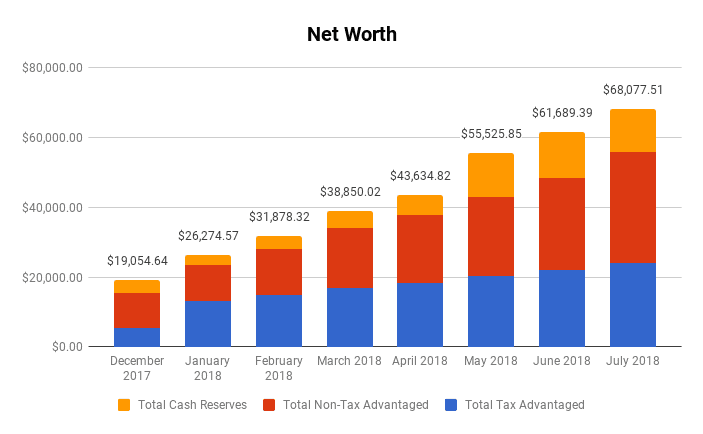 Net Worth
$80,000.00
$60,000.00
$40,000.00
$20,000.00
$0.00
$19,054.64
$26,274.57
$31,878.32
$38,850.02
$43,634.82
$55,525.85
$61,689.39
$68,077.51
December
2017
January
2018
February
2018
March 2018
April 2018
May 2018
June 2018
July 2018
Total Cash Reserves
Total Non-Tax Advantaged
Total Tax Advantaged